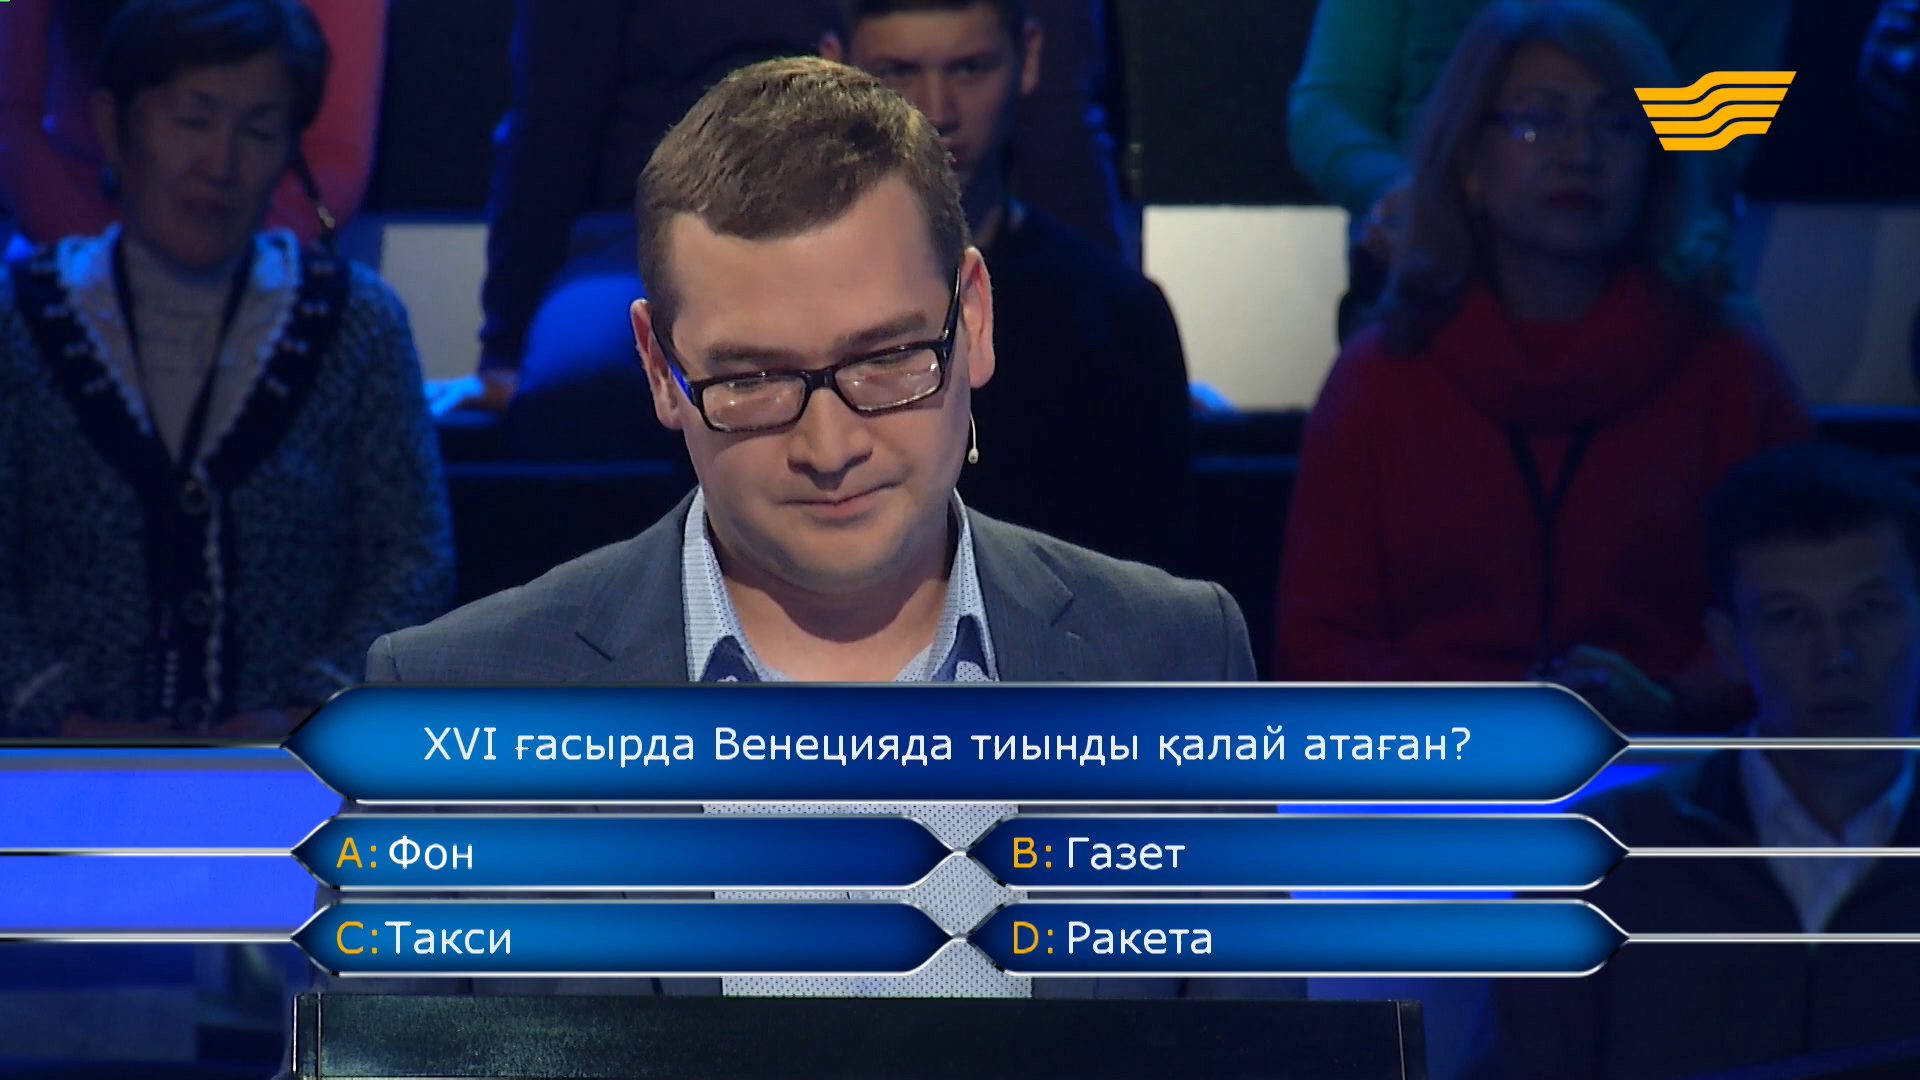 XVI ғасырда Венецияда тиынды қалай атаған?
A: Фон
B: Газет
C: Такси
D: Ракета